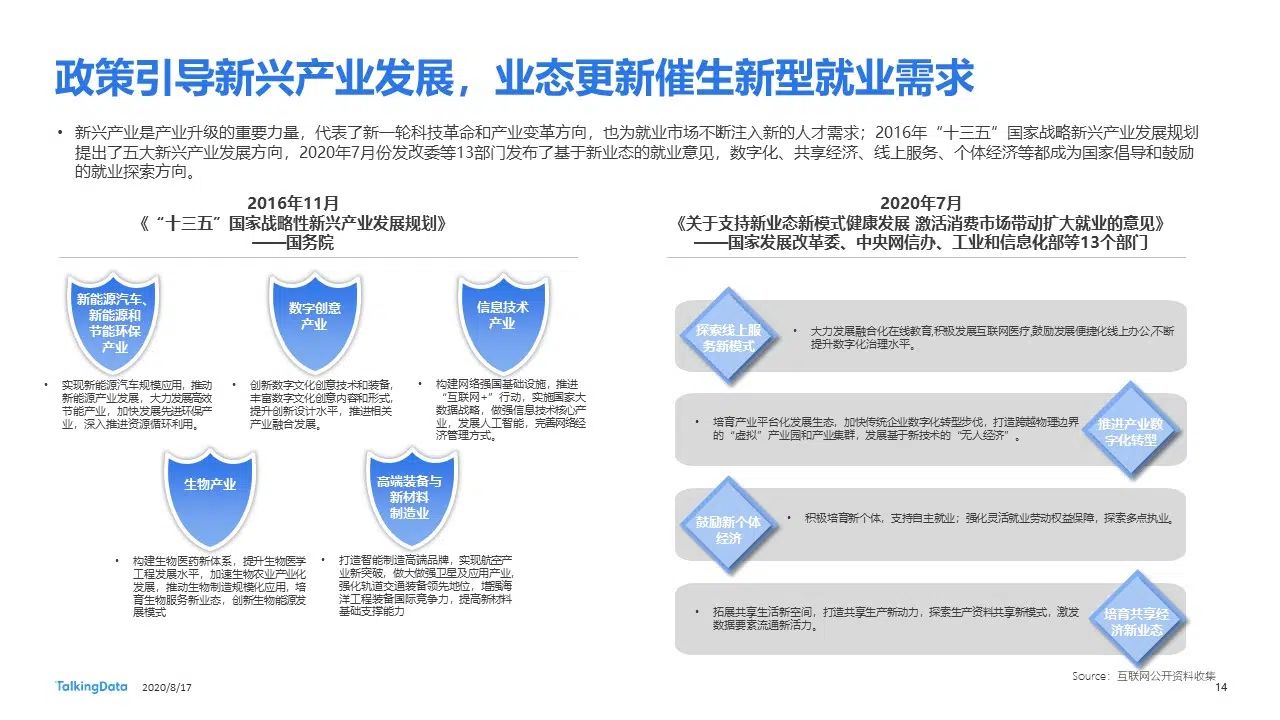 政策引导新兴产业发展，业态更新催生新型就业需求
• 新兴产业是产业升级的重要力量，代表了新一轮科技革命和产业变革方向，也为就业市场不断注入新的人才需求；2016年“十三五”国家战略新兴产业发展规划
提出了五大新兴产业发展方向，2020年7月份发改委等13部门发布了基于新业态的就业意见，数字化、共享经济、线上服务、个体经济等都成为国家倡导和鼓励
的就业探索方向。
2016年11月
《“十三五”国家战略性新兴产业发展规划》
——国务院
新能源汽车、
新能源和
节能环保
产业
• 实现新能源汽车规模应用，推动
新能源产业发展，大力发展高效
节能产业，加快发展先进环保产
业，深入推进资源循环利用。
数字创意
产业
• 创新数字文化创意技术和装备，
丰富数字文化创意内容和形式，
提升创新设计水平，推进相关
产业融合发展。
信息技术
产业
• 构建网络强国基础设施，推进
“互联网+”行动，实施国家大
数据战略，做强信息技术核心产
业，发展人工智能，完善网络经
济管理方式。
生物产业
• 构建生物医药新体系，提升生物医学
工程发展水平，加速生物农业产业化
发展，推动生物制造规模化应用，培
育生物服务新业态，创新生物能源发
展模式
高端装备与
新材料
制造业
• 打造智能制造高端品牌，实现航空产
业新突破，做大做强卫星及应用产业，
强化轨道交通装备领先地位，增强海
洋工程装备国际竞争力，提高新材料
基础支撑能力
2020年7月
《关于支持新业态新模式健康发展 激活消费市场带动扩大就业的意见》
——国家发展改革委、中央网信办、工业和信息化部等13个部门
探索线上服
务新模式
• 大力发展融合化在线教育,积极发展互联网医疗,鼓励发展便捷化线上办公,不断
提升数字化治理水平。
• 培育产业平台化发展生态，加快传统企业数字化转型步伐，打造跨越物理边界
的“虚拟”产业园和产业集群，发展基于新技术的“无人经济”。
推进产业数
字化转型
鼓励新个体
经济
• 积极培育新个体，支持自主就业；强化灵活就业劳动权益保障，探索多点执业。
• 拓展共享生活新空间，打造共享生产新动力，探索生产资料共享新模式，激发
数据要素流通新活力。
培育共享经
济新业态
Source：互联网公开资料收集
TalkingData
2020/8/17
14